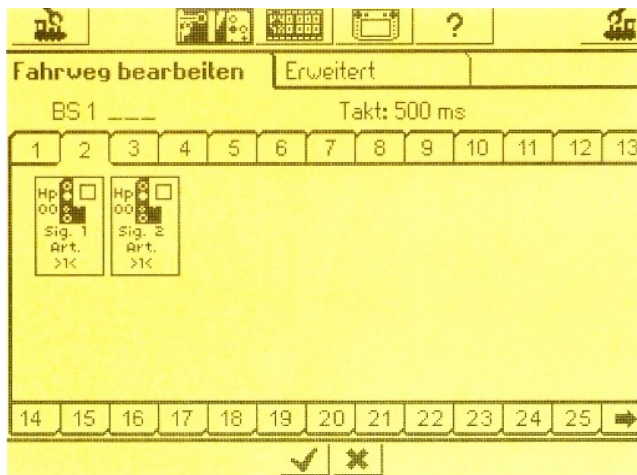 ?
Fahrweg bearbeiten Erweitert
BS 1 _ _ _ Takt: 500 ms
1 2 3 4 5 6 7 8 9 10 11 12 13
Hp Hp
00 00
Sig. 1 Sig. 2
Art. Art.
>1< >1<
14 15 16 17 18 19 20 21 22 23 24 25